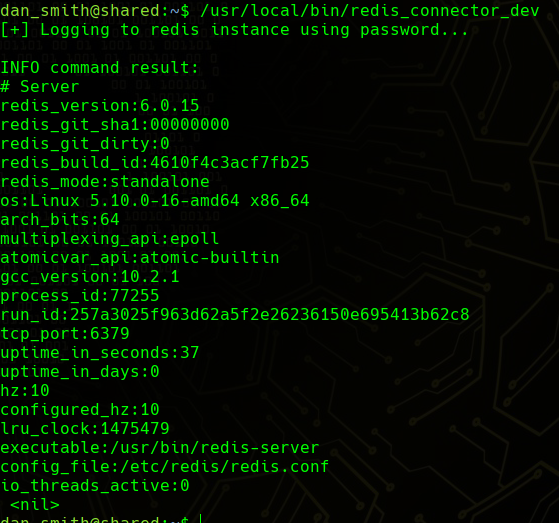 dan_smith@shared:~$ /usr/local/bin/redis_connector_dev
[+] Logging to redis instance using password...
INFO command result:
# Server
redis_version:6.0.15
redis_git_sha1:00000000
redis_git_dirty:0
redis_build_id:4610f4c3acf7fb25
redis_mode:standalone
os:Linux 5.10.0-16-amd64 x86_64
arch_bits:64
multiplexing_api:epoll
atomicvar_api:atomic-builtin
gcc_version:10.2.1
process_id:77255
run_id:257a3025f963d62a5f2e26236150e695413b62c8
tcp_port:6379
uptime_in_seconds:37
uptime_in_days:0
hz:10
configured_hz:10
lru_clock:1475479
executable:/usr/bin/redis-server
config_file:/etc/redis/redis.conf
io_threads_active:0
 <nil>
dan_smith@shared:~$